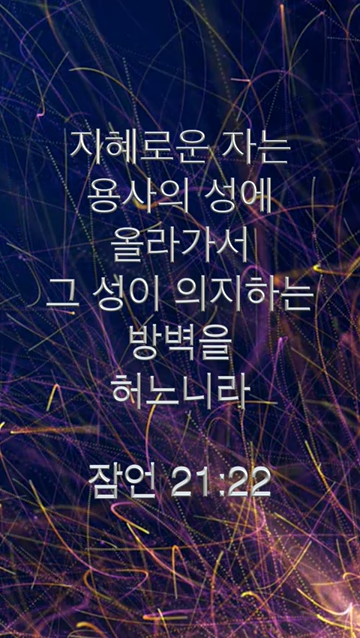 지혜로운 자는
용사의 성에
올라가서
그 성이 의지하는
방벽을
허느니라
잠언 21:22